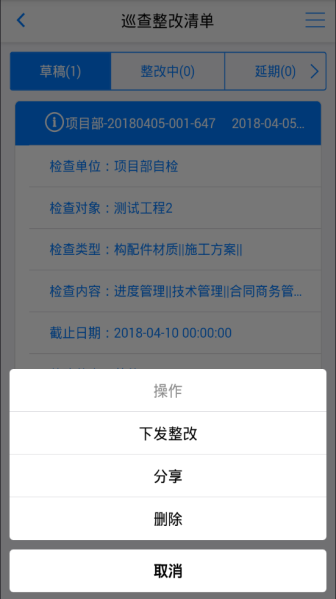 巡查整改清单
草稿(1) 整改中(0) 延期(0)
项目部-20180405-001-647 2018-04-05...
检查单位：项目部自检
检查对象：测试工程2
检查类型：构配件材质||施工方案||
检查内容：进度管理||技术管理||合同商务管...
截止日期：2018-04-10 00:00:00
操作
下发整改
分享
删除
取消